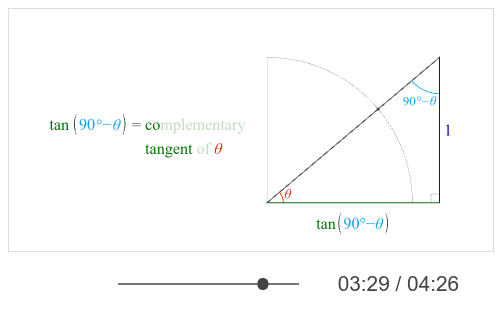 tan (90°−θ) = complementary
tangent of θ
90°−θ
1
θ
tan(90°−θ)
03:29 / 04:26